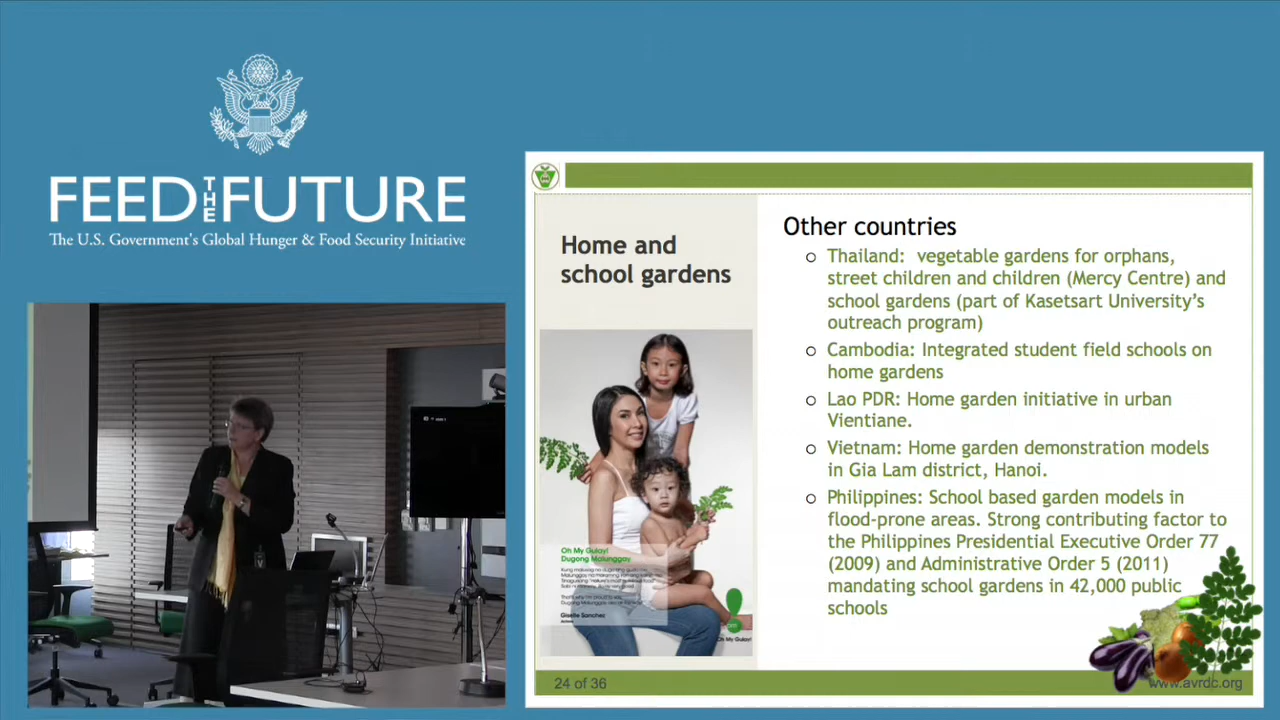 FEED THE FUTURE
The U.S. Government's Global Hunger & Food Security Initiative
Home and
school gardens
Oh My Gulay!
Dugong Malunggay
Giselle Sanchez
Oh My Gulay!
24 of 36
Other countries
Thailand: vegetable gardens for orphans,
street children and children (Mercy Centre) and
school gardens (part of Kasetsart University's
outreach program)
Cambodia: Integrated student field schools on
home gardens
Lao PDR: Home garden initiative in urban
Vientiane.
Vietnam: Home garden demonstration models
in Gia Lam district, Hanoi.
Philippines: School based garden models in
flood-prone areas. Strong contributing factor to
the Philippines Presidential Executive Order 77
(2009) and Administrative Order 5 (2011)
mandating school gardens in 42,000 public
schools
www.avrdc.org